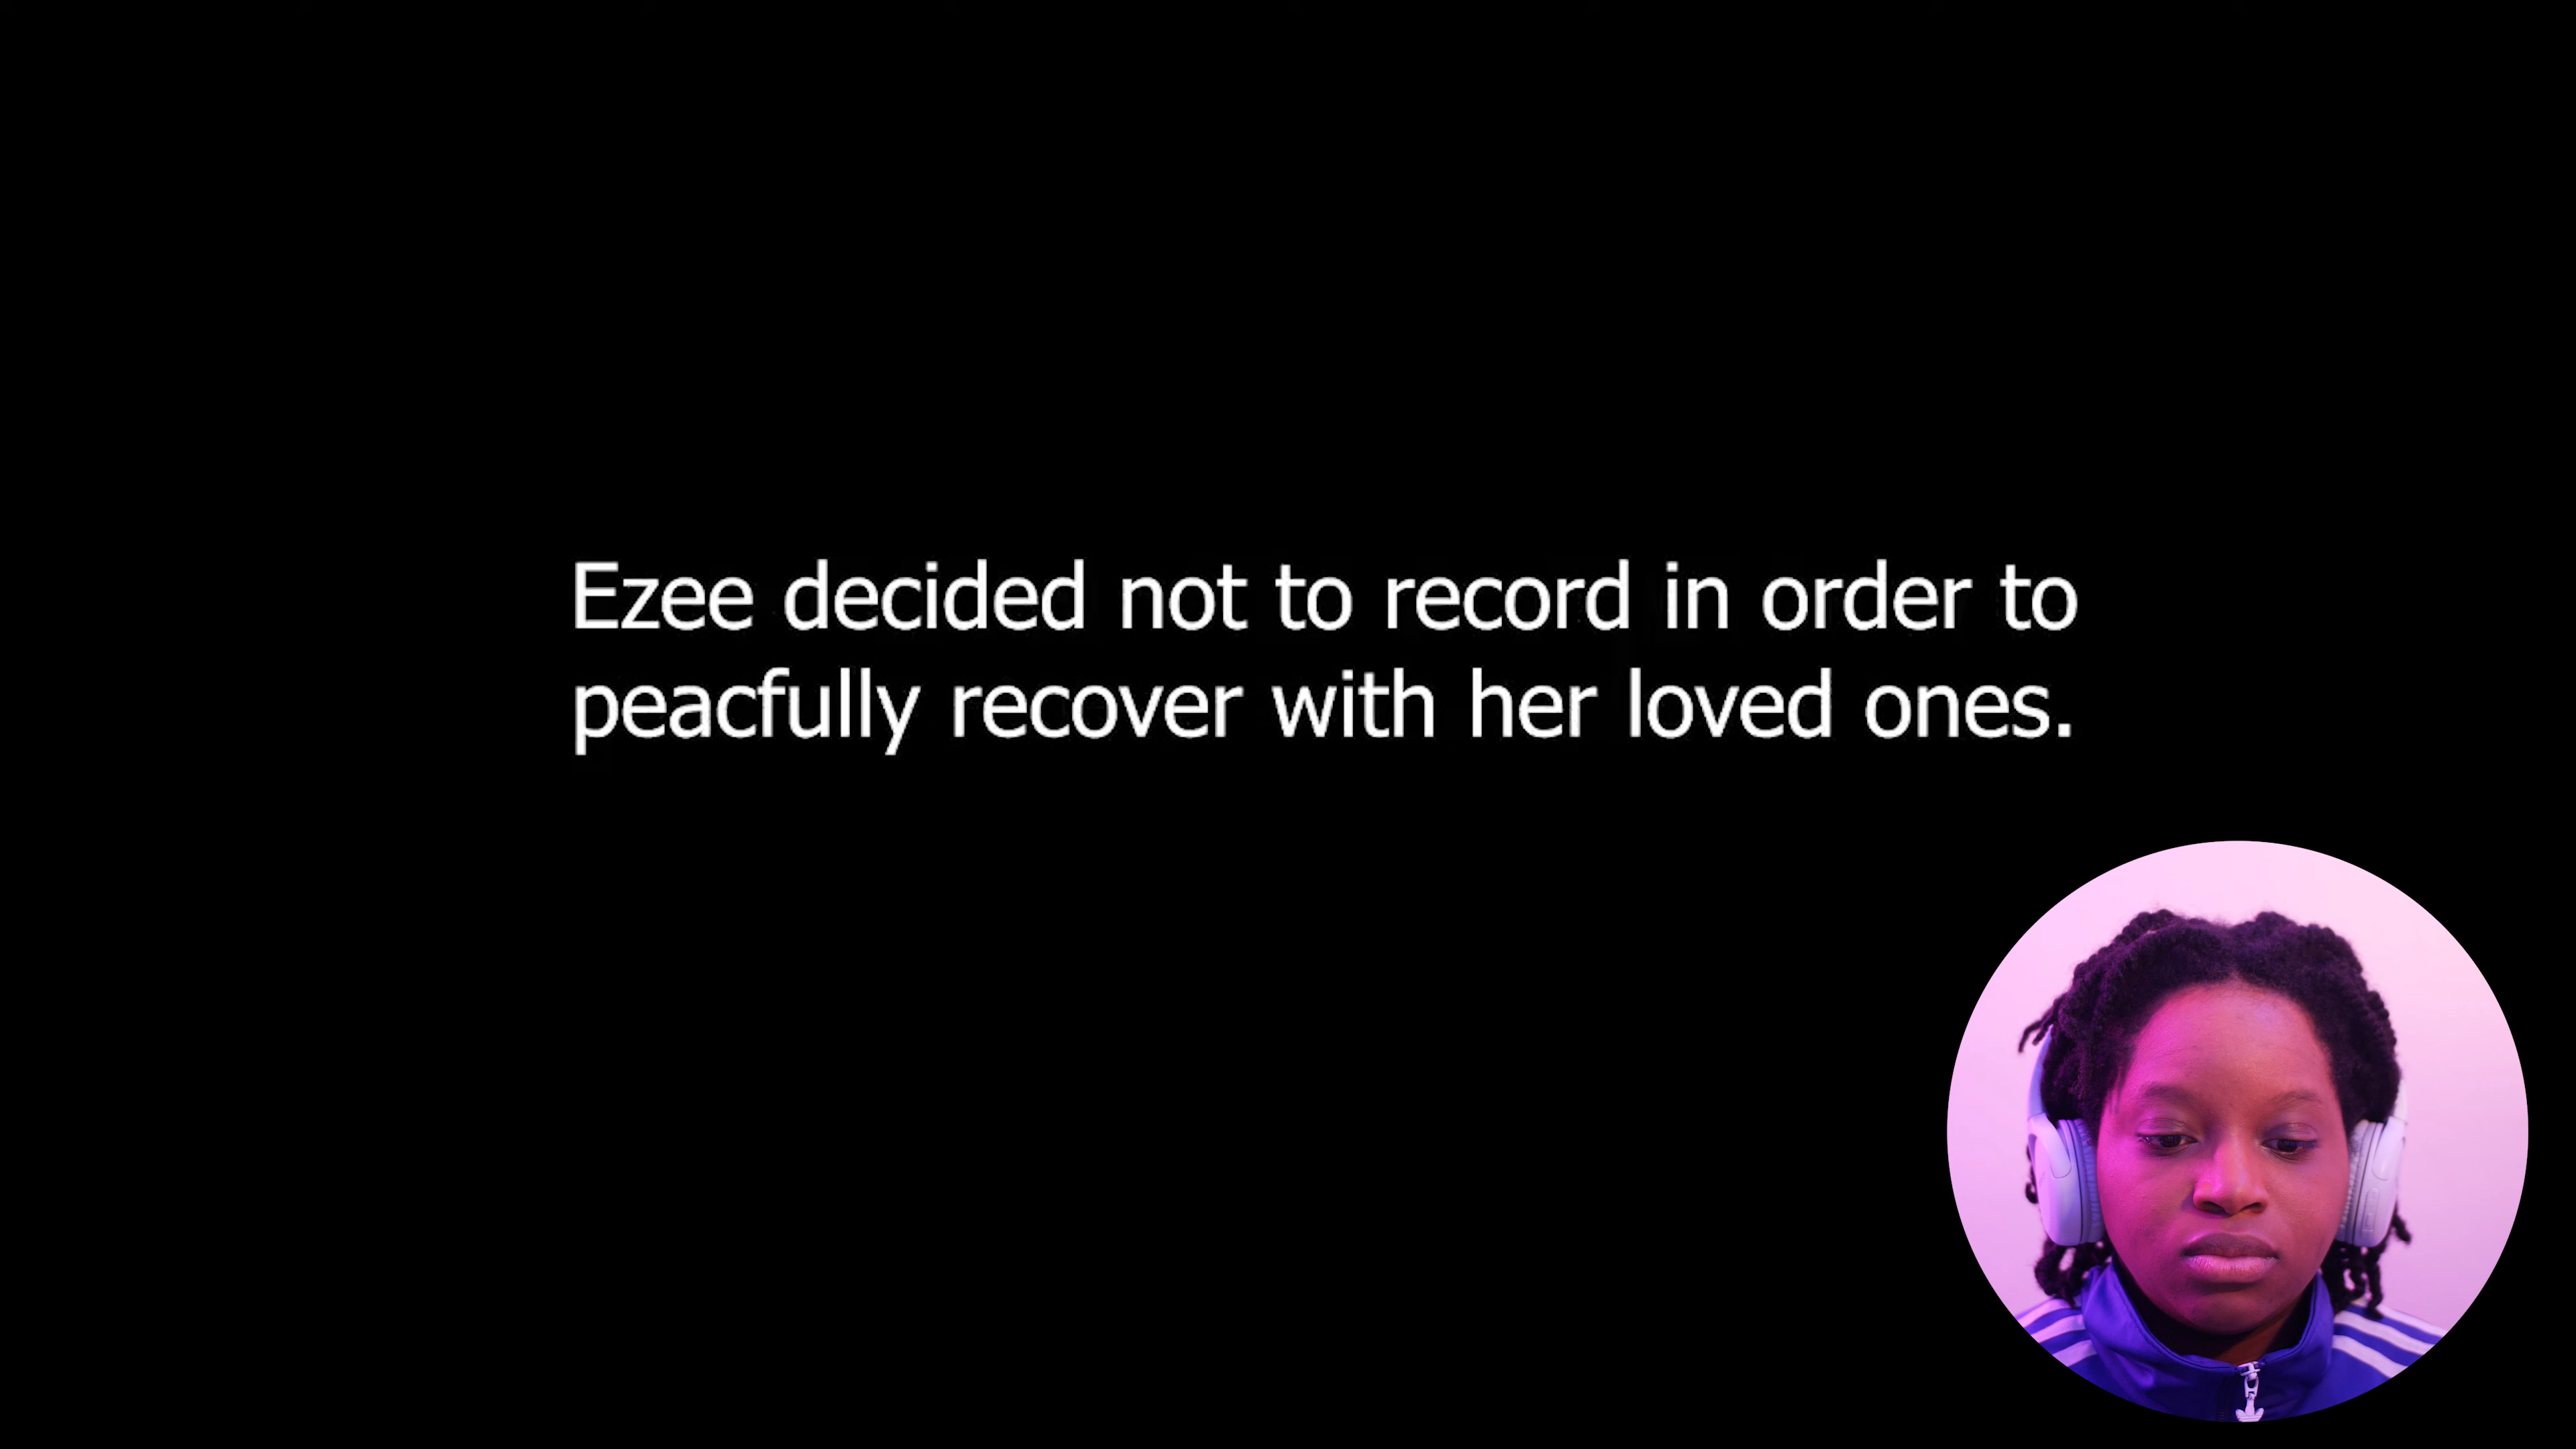 Ezee decided not to record in order to
peacfully recover with her loved ones.